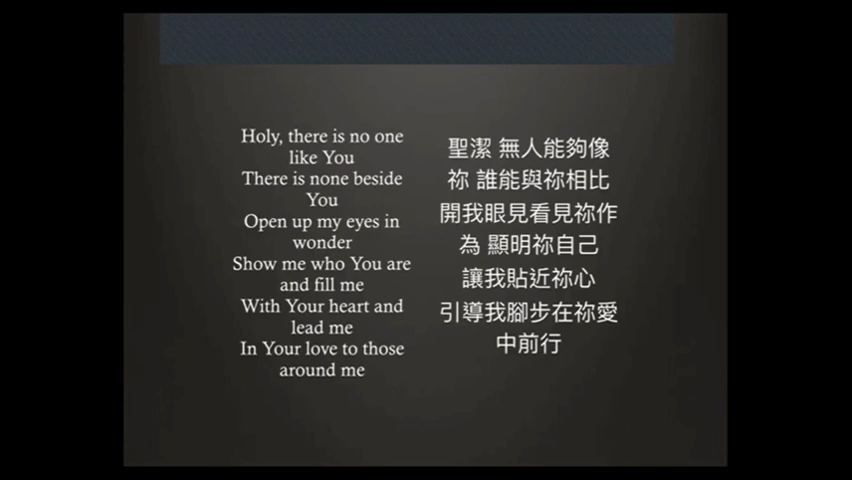 Holy, there is no one
like You
There is none beside
You
Open up my eyes in
wonder
Show me who You are
and fill me
With Your heart and
lead me
In Your love to those
around me
聖潔 無人能夠像
祢 誰能與祢相比
開我眼見看見祢作
為 顯明祢自己
讓我貼近祢心
引導我腳步在祢愛
中前行